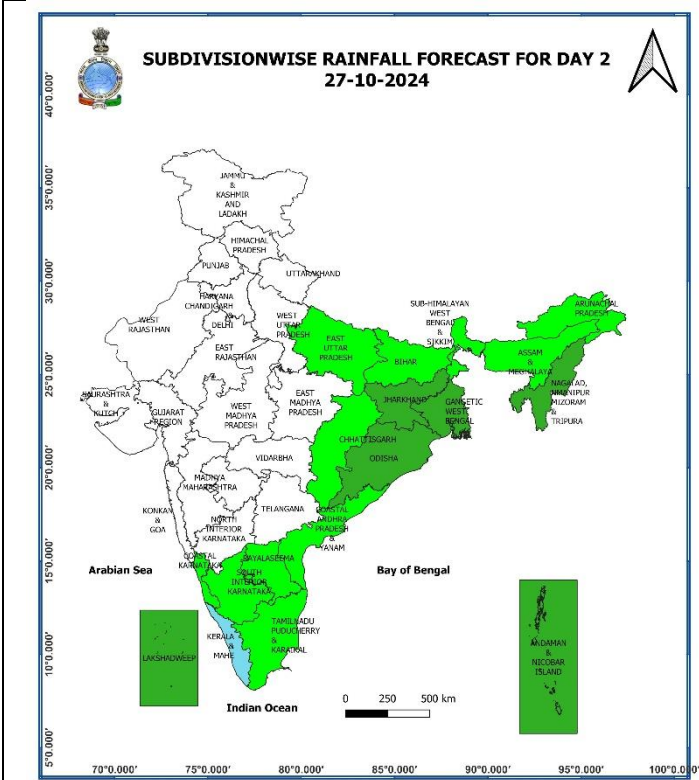 SUBDIVISIONWISE RAINFALL FORECAST FOR DAY 2
27-10-2024
40°0.000'
35°0.000'
30°0.000'
25°0.000'
20°0.000'
15°0.000'
10°0.000'
5°0.000'
JAMMU
&
KASHMIR
AND
LADAKH
HIMACHAL
PRADESH
PUNJAB
UTTARAKHAND
HARYANA
CHANDIGARH
DELHI
WEST
RAJASTHAN
WEST
UTTAR
PRADESH
EAST
RAJASTHAN
EAST
UTTAR
PRADESH
SUB-HIMALAYAN
WEST
BENGAL
&
SIKKIM
ARUNACHAL
PRADESH
BIHAR
ASSAM
&
MEGHALAYA
SAURASHTRA
&
KUTCH
GUJARAT
REGION
WEST
MADHYA
PRADESH
EAST
MADHYA
PRADESH
JHARKHAND
GANGETIC
WEST
BENGAL
MANIPUR
MIZORAM
&
TRIPURA
CHHATTISGARH
ODISHA
VIDARBHA
MADHYA
MAHARASHTRA
KONKAN
&
GOA
NORTH
INTERIOR
KARNATAKA
TELANGANA
COASTAL
ANDHRA
PRADESH
&
YANAM
COASTAL
KARNATAKA
RAYALASEEMA
SOUTH
INTERIOR
KARNATAKA
Arabian Sea
Bay of Bengal
LAKSHADWEEP
KERALA
&
MAHE
TAMILNADU
PUDUCHERRY
&
KARAIKAL
ANDAMAN
&
NICOBAR
ISLAND
Indian Ocean
0 250 500 km
70°0.000' 75°0.000' 80°0.000' 85°0.000' 90°0.000' 95°0.000' 100°0.000'